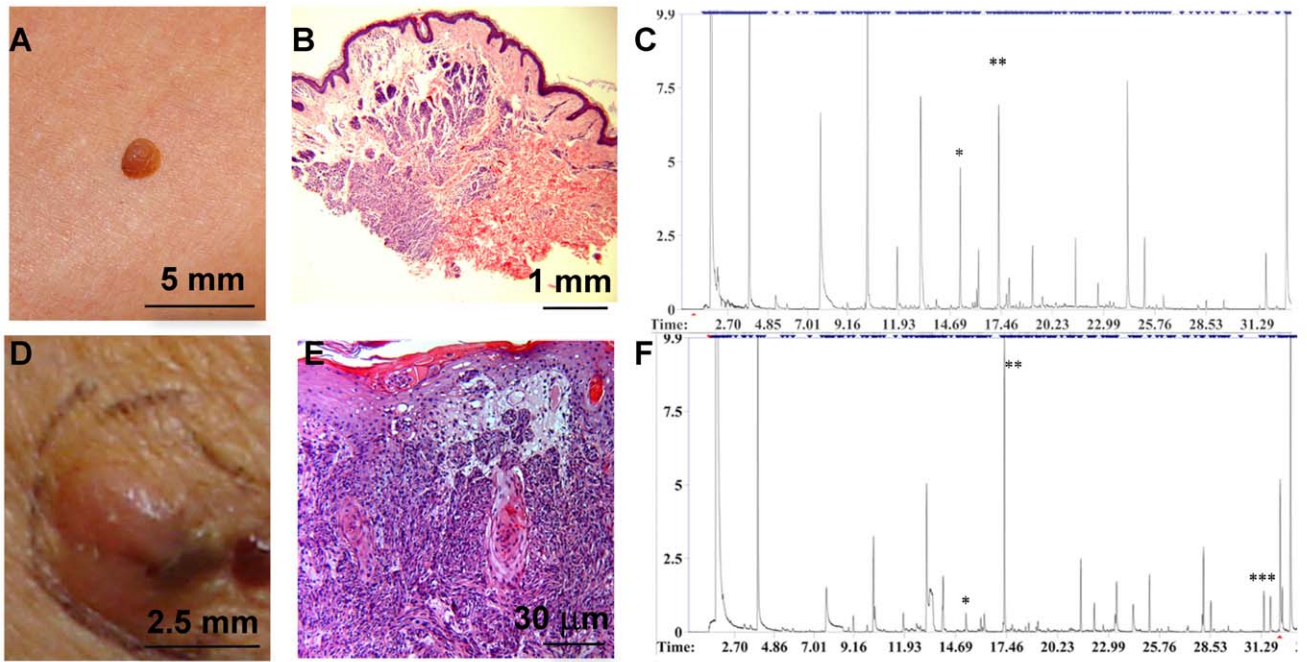 A
5 mm
B
1 mm
C
9.9
7.5
5
2.5
0
*
**
Time: 2.70 4.85 7.01 9.16 11.93 14.69 17.46 20.23 22.99 25.76 28.53 31.29
D
2.5 mm
E
30 μm
F
9.9
7.5
5
2.5
0
*
**
***
Time: 2.70 4.76 7.01 9.16 11.93 14.69 17.46 20.23 22.99 25.76 28.53 31.29